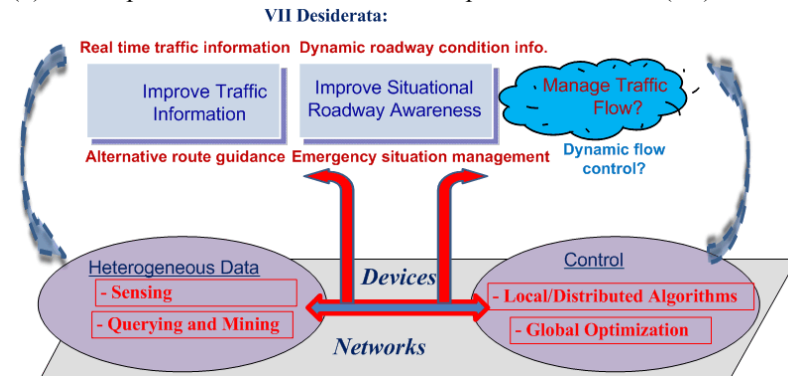 VII Desiderata:
Real time traffic information
Dynamic roadway condition info.
Improve Traffic
Information
Improve Situational
Roadway Awareness
Manage Traffic
Flow?
Alternative route guidance
Emergency situation management
Dynamic flow
control?
Heterogeneous Data
- Sensing
- Querying and Mining
Devices
Networks
Control
- Local/Distributed Algorithms
- Global Optimization